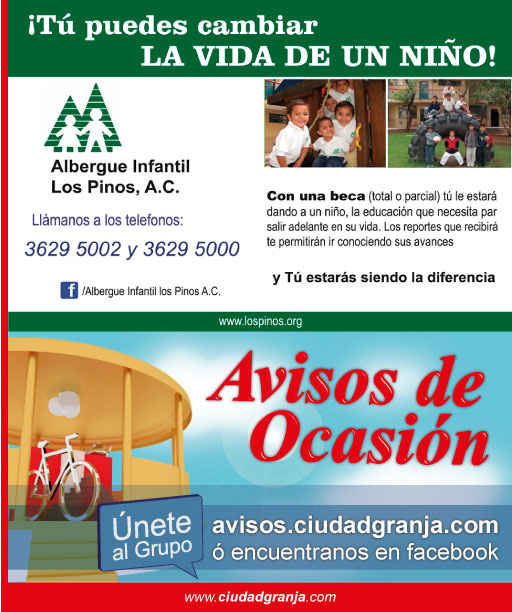 ¡Tú puedes cambiar
LA VIDA DE UN NIÑO!
Albergue Infantil
Los Pinos, A.C.
Llámanos a los telefonos:
3629 5002 y 3629 5000
f /Albergue Infantil los Pinos A.C.
Con una beca (total o parcial) tú le estará
dando a un niño, la educación que necesita par
salir adelante en su vida. Los reportes que recibirá
te permitirán ir conociendo sus avances
y Tú estarás siendo la diferencia
www.lospinos.org
Avisos de
Ocasión
Únete
al Grupo
avisos.ciudadgranja.com
ó encuentranos en facebook
www.ciudadgranja.com